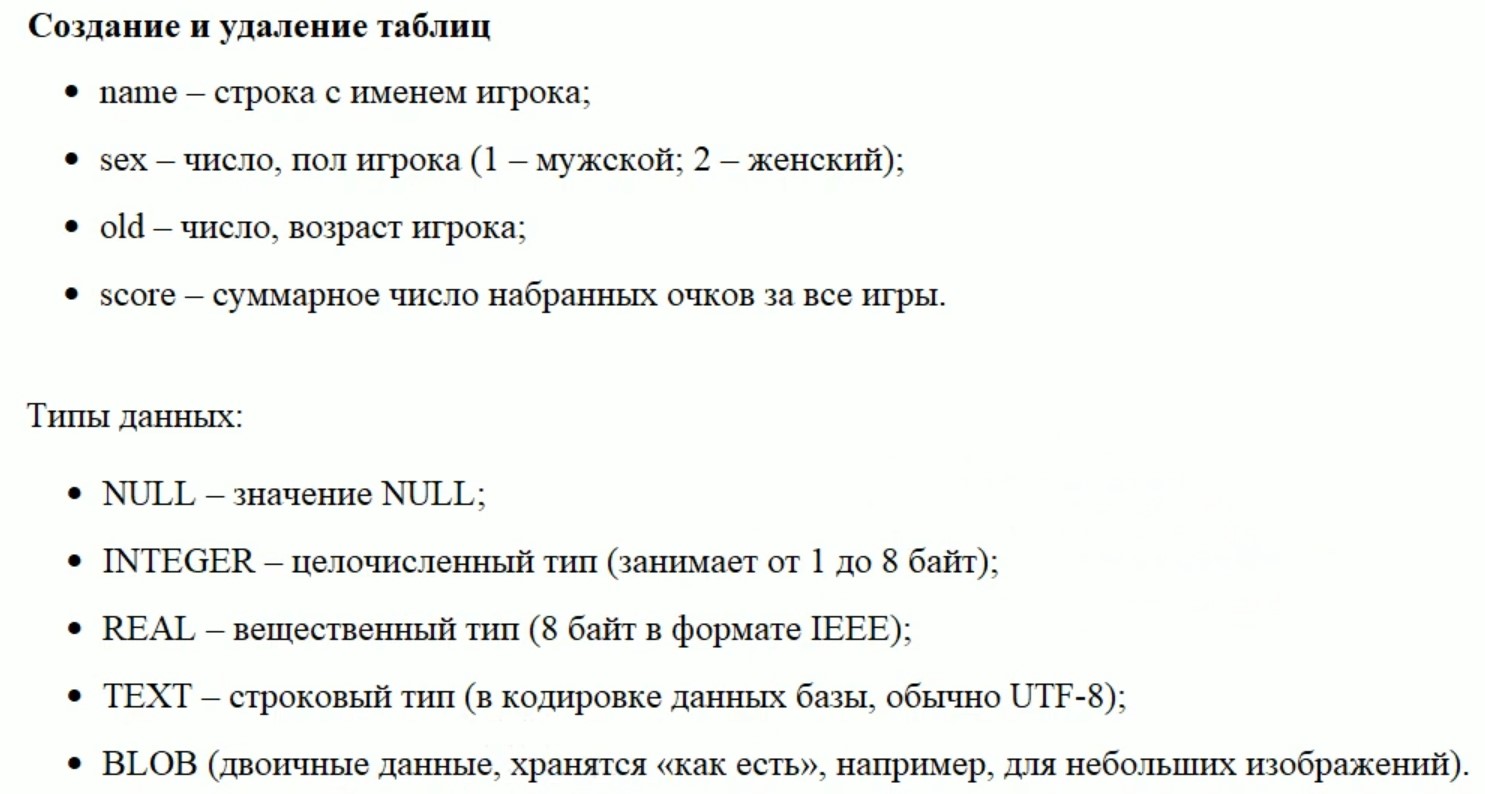 Создание и удаление таблиц
• name – строка с именем игрока;
• sex – число, пол игрока (1 – мужской; 2 – женский);
• old – число, возраст игрока;
• score – суммарное число набранных очков за все игры.
Типы данных:
• NULL – значение NULL;
• INTEGER – целочисленный тип (занимает от 1 до 8 байт);
• REAL – вещественный тип (8 байт в формате IEEE);
• TEXT – строковый тип (в кодировке данных базы, обычно UTF-8);
• BLOB (двоичные данные, хранятся «как есть», например, для небольших изображений).